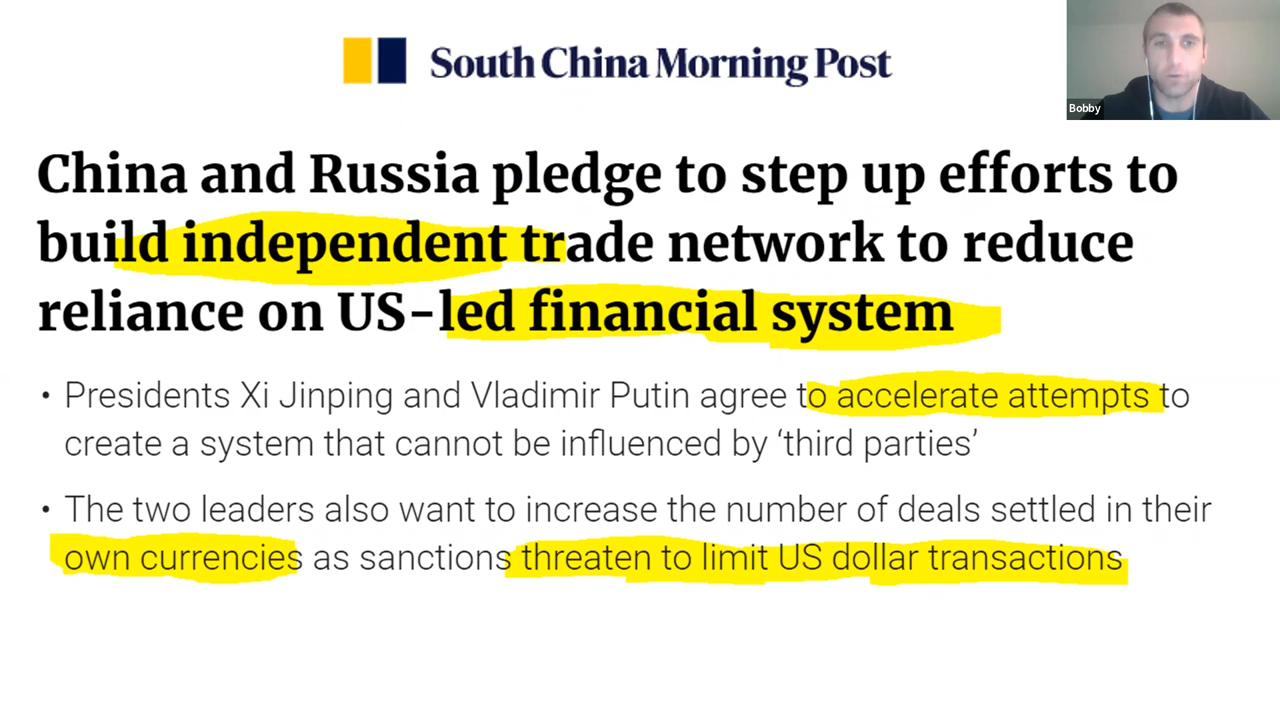 South China Morning Post
Bobby
China and Russia pledge to step up efforts to
build independent trade network to reduce
reliance on US-led financial system
• Presidents Xi Jinping and Vladimir Putin agree to accelerate attempts to
create a system that cannot be influenced by ‘third parties’
• The two leaders also want to increase the number of deals settled in their
own currencies as sanctions threaten to limit US dollar transactions